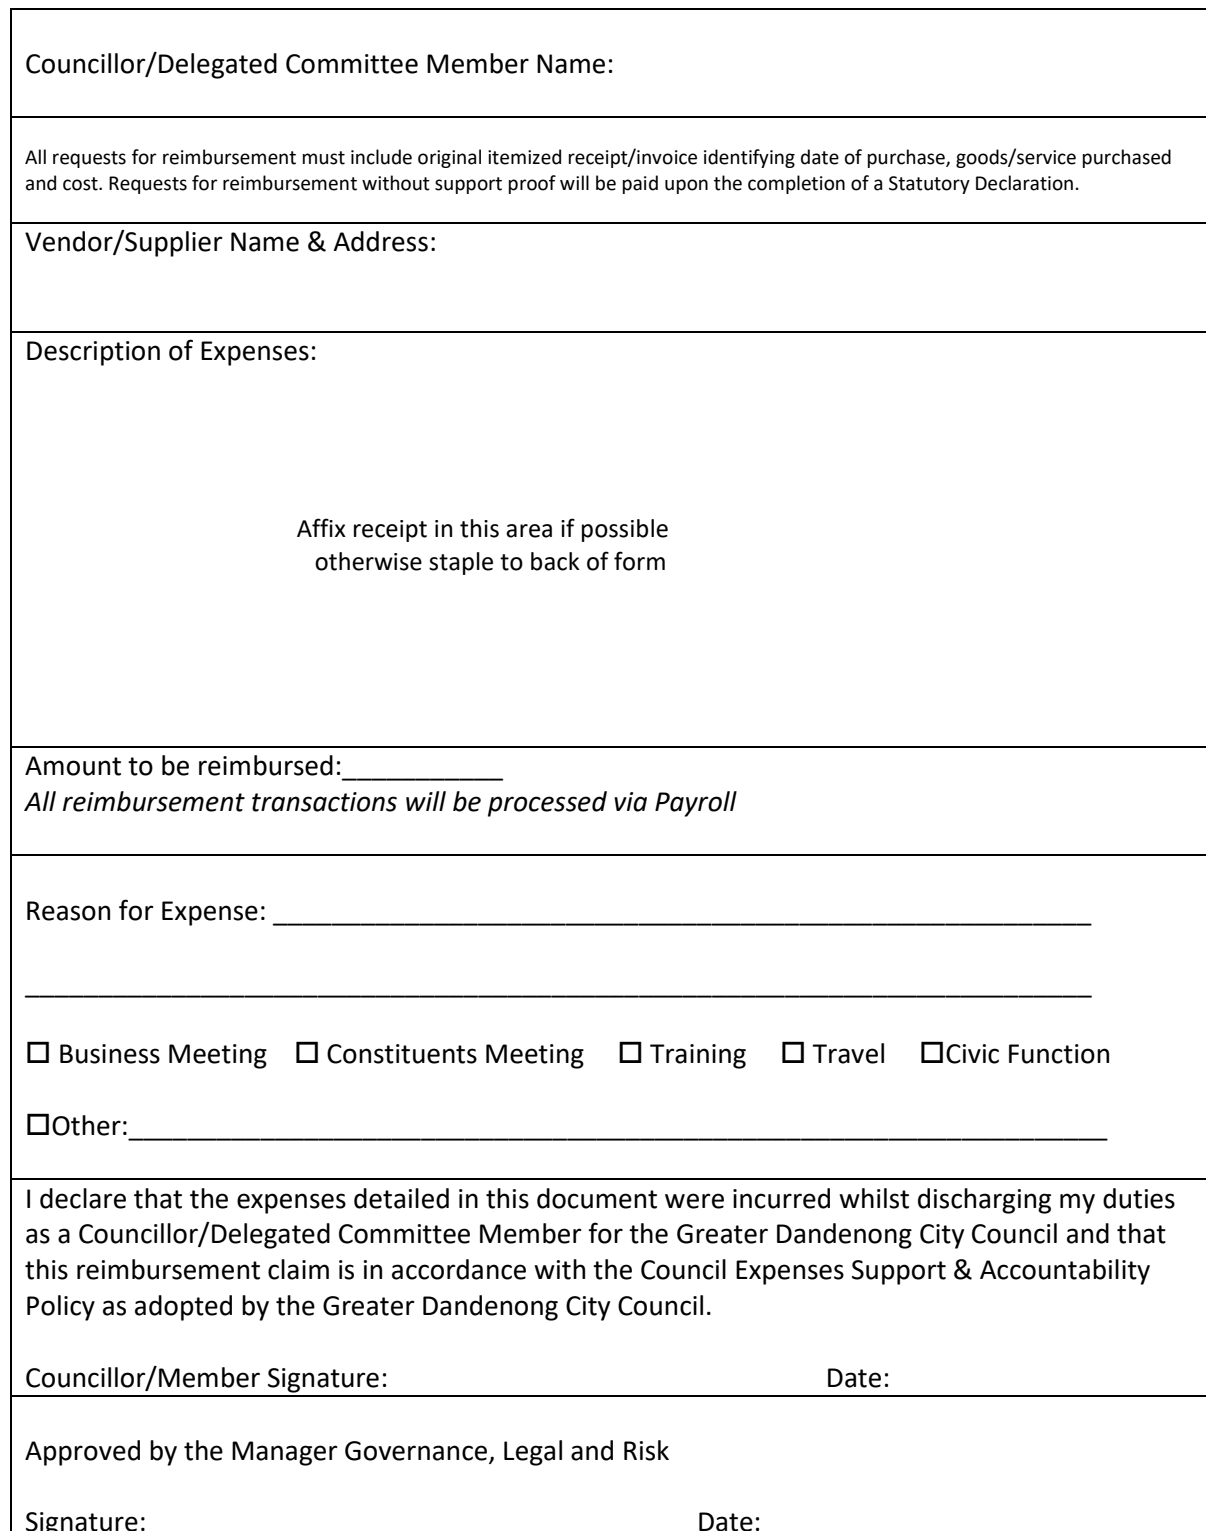 Councillor/Delegated Committee Member Name:
All requests for reimbursement must include original itemized receipt/invoice identifying date of purchase, goods/service purchased
and cost. Requests for reimbursement without support proof will be paid upon the completion of a Statutory Declaration.
Vendor/Supplier Name & Address:
Description of Expenses:
Affix receipt in this area if possible
otherwise staple to back of form
Amount to be reimbursed:___________
All reimbursement transactions will be processed via Payroll
Reason for Expense: ________________________________________________________
_________________________________________________________________________
☐ Business Meeting ☐ Constituents Meeting ☐ Training ☐ Travel ☐Civic Function
☐Other:___________________________________________________________________
I declare that the expenses detailed in this document were incurred whilst discharging my duties
as a Councillor/Delegated Committee Member for the Greater Dandenong City Council and that
this reimbursement claim is in accordance with the Council Expenses Support & Accountability
Policy as adopted by the Greater Dandenong City Council.
Councillor/Member Signature: Date:
Approved by the Manager Governance, Legal and Risk
Signature: Date: